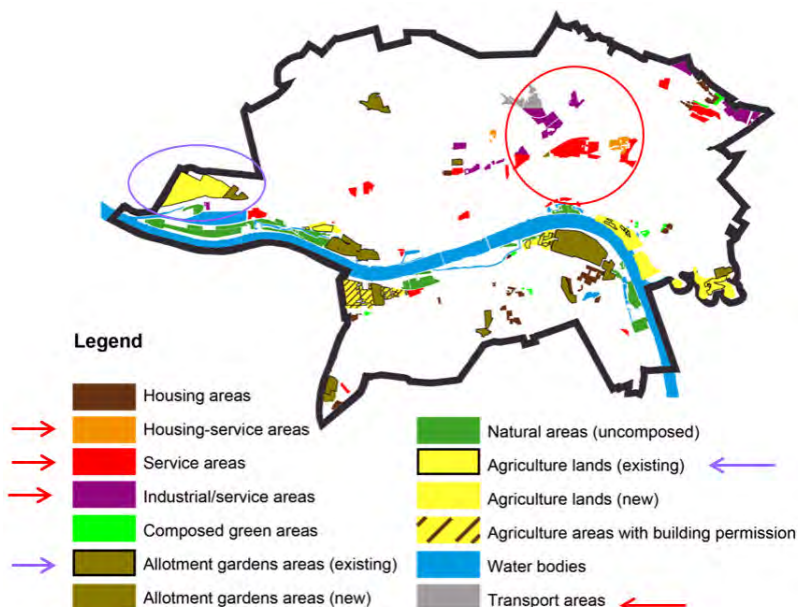 Legend
Housing areas
Housing-service areas
Service areas
Industrial/service areas
Composed green areas
Allotment gardens areas (existing)
Allotment gardens areas (new)
Natural areas (uncomposed)
Agriculture lands (existing)
Agriculture lands (new)
Agriculture areas with building permission
Water bodies
Transport areas